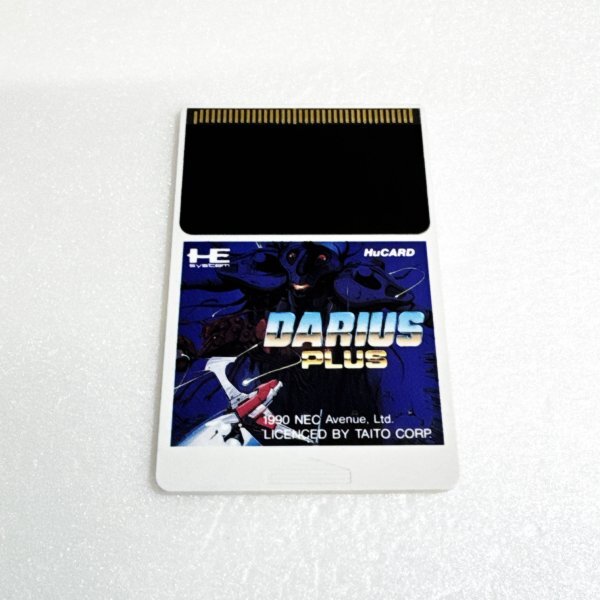 HE
system
HuCARD
DARIUS
PLUS
1990 NEC Avenue, Ltd.
LICENCED BY TAITO CORP.